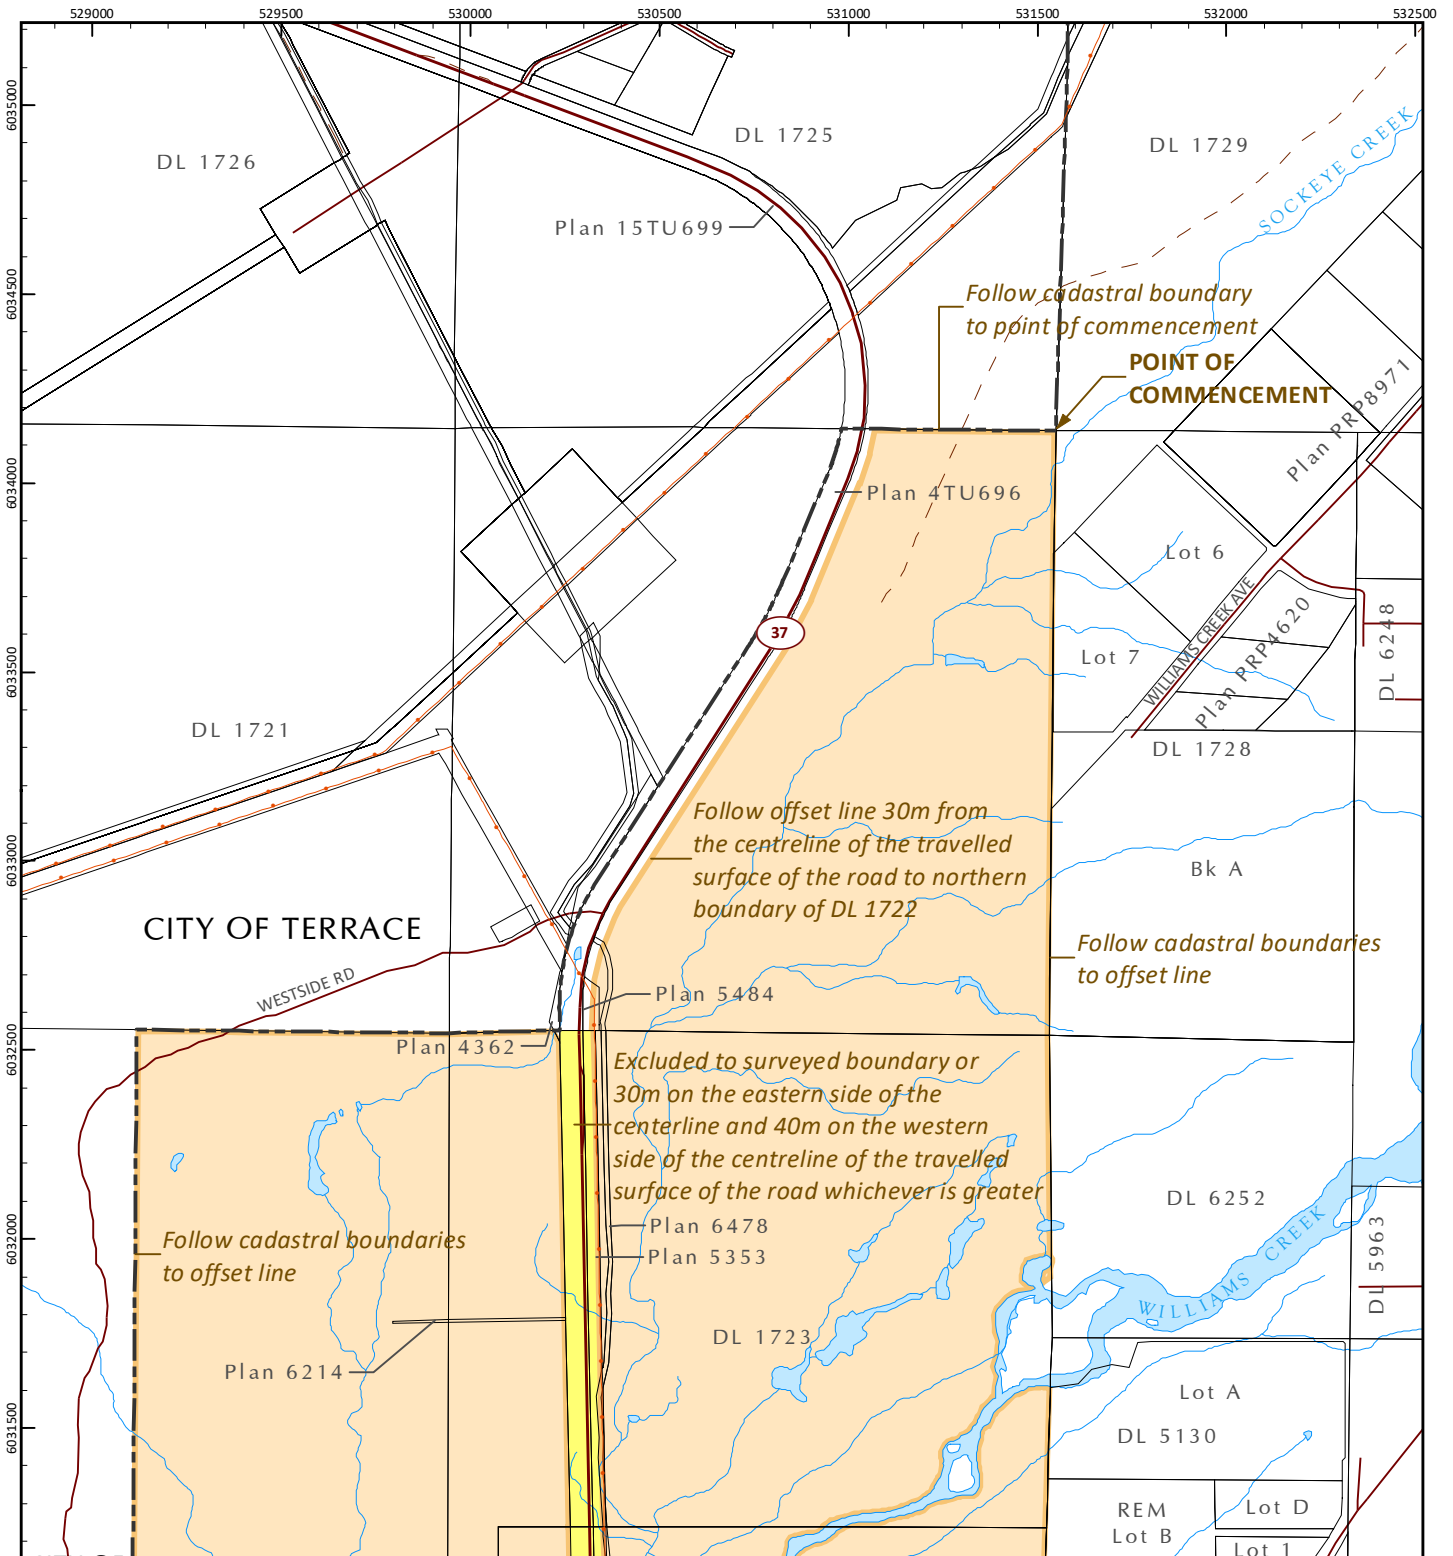 529000
529500
530000
530500
531000
531500
532000
532500
6035000
6034500
6034000
6033500
6033000
6032500
6032000
6031500
DL 1726
DL 1725
DL 1729
SOCKEYE CREEK
Plan 15TU699
Follow cadastral boundary
to point of commencement
POINT OF
COMMENCEMENT
Plan PRP8971
Plan 4TU696
Lot 6
37
WILLIAMS CREEK AVE
Plan PRP4620
DL 6248
Lot 7
DL 1721
DL 1728
Follow offset line 30m from
the centreline of the travelled
surface of the road to northern
boundary of DL 1722
Bk A
CITY OF TERRACE
Follow cadastral boundaries
to offset line
WESTSIDE RD
Plan 5484
Plan 4362
Excluded to surveyed boundary or
30m on the eastern side of the
centerline and 40m on the western
side of the centreline of the travelled
surface of the road whichever is greater
DL 6252
Plan 6478
Plan 5353
Follow cadastral boundaries
to offset line
WILLIAMS CREEK
DL 5963
DL 1723
Plan 6214
Lot A
DL 5130
REM
Lot B
Lot D
Lot 1